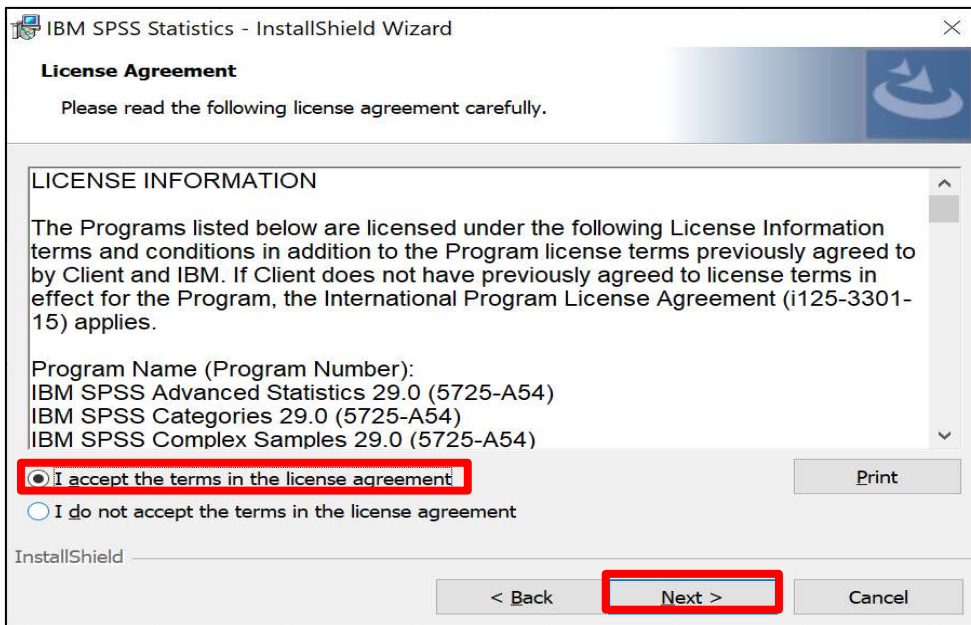 IBM SPSS Statistics - InstallShield Wizard
License Agreement
Please read the following license agreement carefully.
LICENSE INFORMATION
The Programs listed below are licensed under the following License Information
terms and conditions in addition to the Program license terms previously agreed to
by Client and IBM. If Client does not have previously agreed to license terms in
effect for the Program, the International Program License Agreement (i125-3301-
15) applies.
Program Name (Program Number):
IBM SPSS Advanced Statistics 29.0 (5725-A54)
IBM SPSS Categories 29.0 (5725-A54)
IBM SPSS Complex Samples 29.0 (5725-A54)
I accept the terms in the license agreement
Print
I do not accept the terms in the license agreement
InstallShield
< Back Next > Cancel